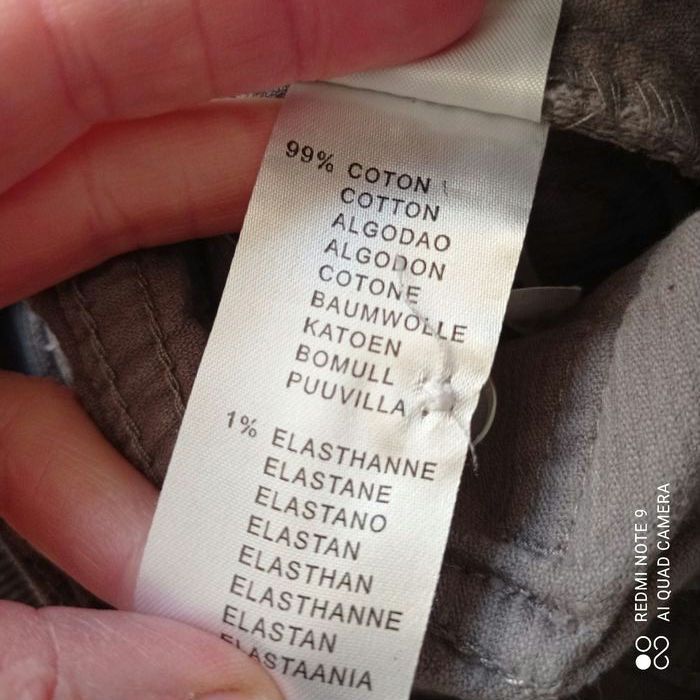 99% COTON
COTTON
ALGODAO
ALGODON
COTONE
BAUMWOLLE
KATOEN
BOMULL
PUUVILLA
1% ELASTHANNE
ELASTANE
ELASTANO
ELASTAN
ELASTHAN
ELASTHANNE
ELASTAN
ELASTAANIA
REDMI NOTE 9
AI QUAD CAMERA